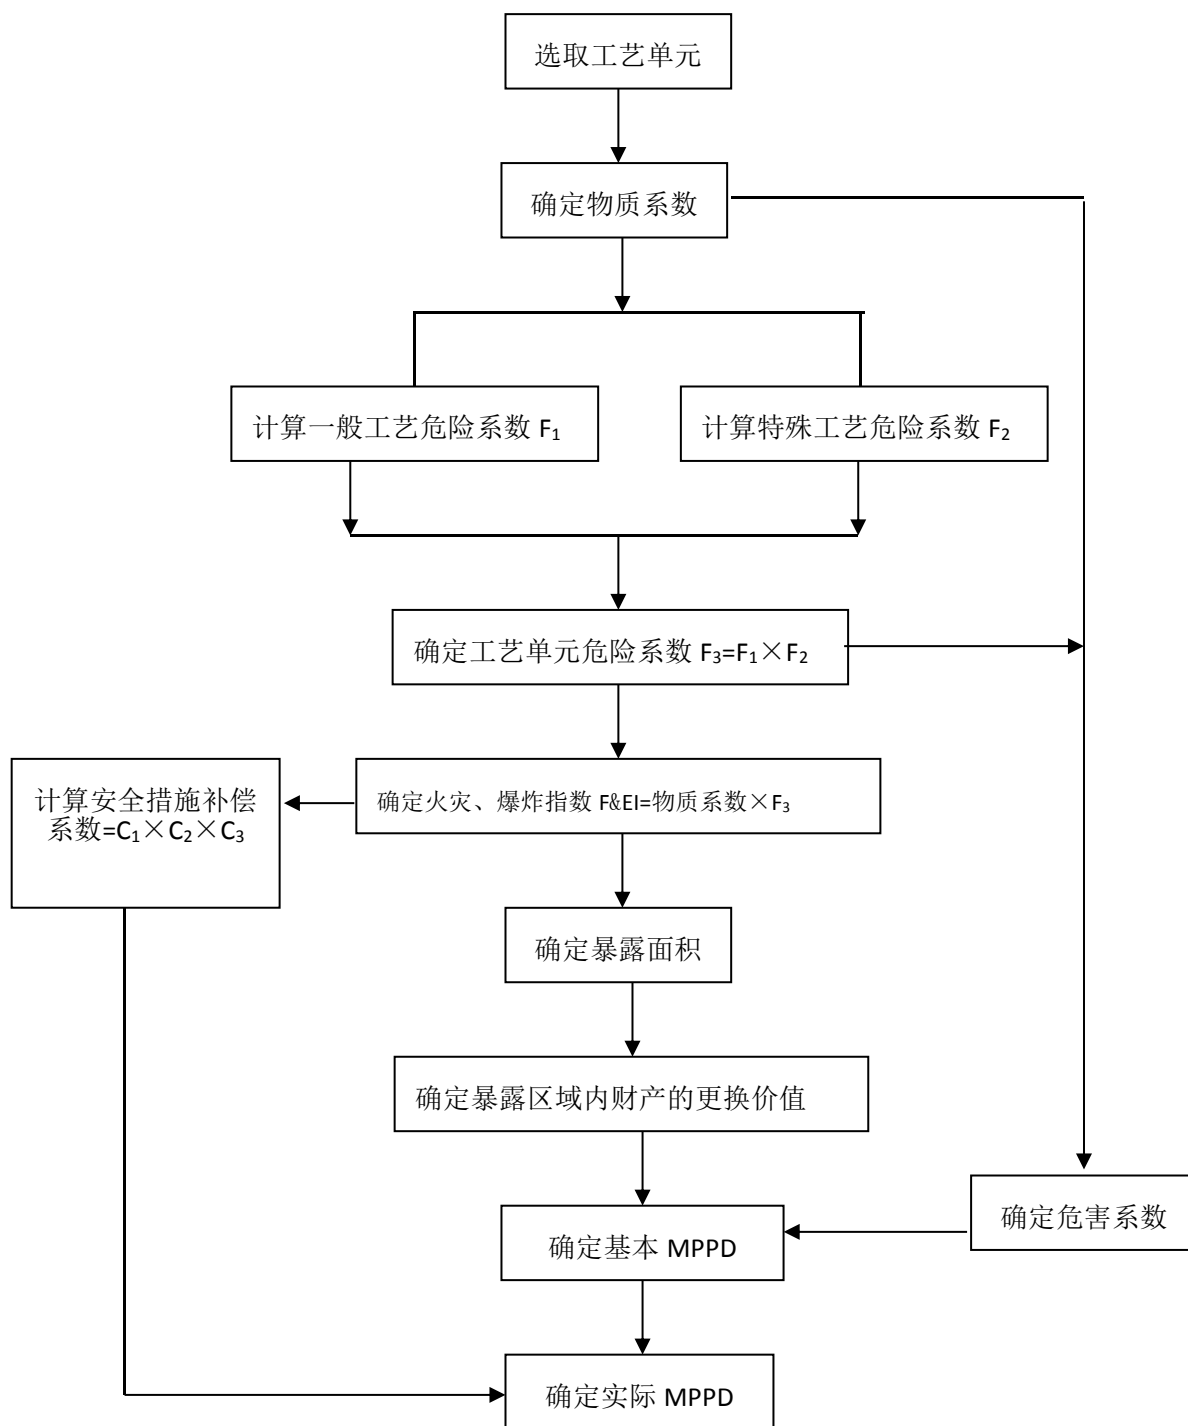 选取工艺单元
确定物质系数
计算一般工艺危险系数 F₁
计算特殊工艺危险系数 F₂
确定工艺单元危险系数 F₃=F₁×F₂
计算安全措施补偿
系数=C₁×C₂×C₃
确定火灾、爆炸指数 F&EI=物质系数×F₃
确定暴露面积
确定暴露区域内财产的更换价值
确定危害系数
确定基本 MPPD
确定实际 MPPD